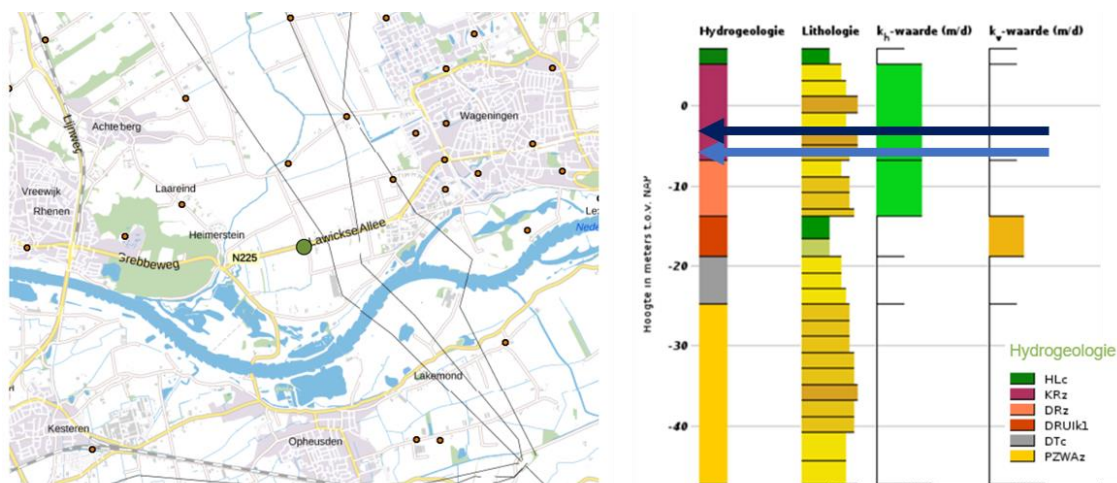 Lijnweg
Achterberg
Wageningen
Vreewijk
Rhenen
Laareind
Heimerstein
Grebbeweg
N225
Lawickse Allee
Le
Nede
Lakemond
Kesteren
Opheusden
Hydrogeologie
Lithologie
kh-waarde (m/d)
kv-waarde (m/d)
Hoogte in meters t.o.v. NAP
0
-10
-20
-30
-40
Hydrogeologie
HLc
KRz
DRz
DRUIk1
DTc
PZWAz